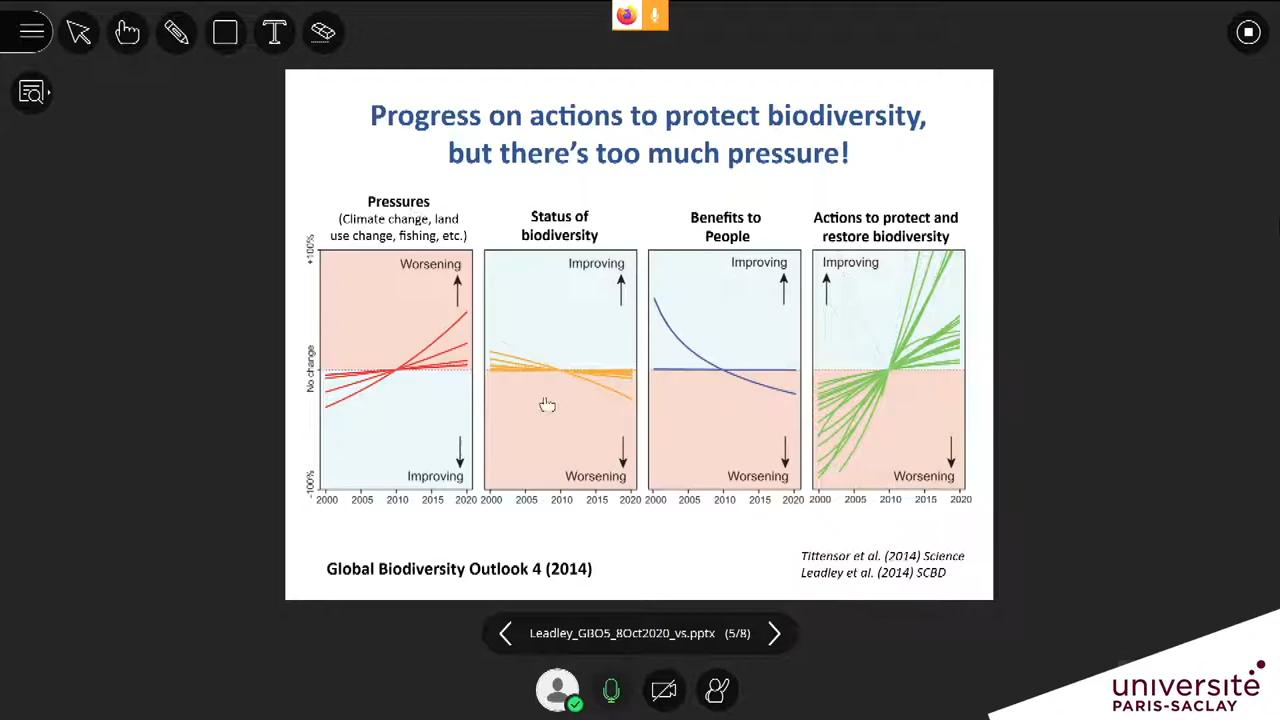 Progress on actions to protect biodiversity,
but there's too much pressure!
Pressures
(Climate change, land
use change, fishing, etc.)
Status of
biodiversity
Benefits to
People
Actions to protect and
restore biodiversity
+100%
No change
-100%
Worsening
Improving
2000 2005 2010 2015 2020
Improving
Worsening
2000 2005 2010 2015 2020
Improving
Worsening
2000 2005 2010 2015 2020
Improving
Worsening
2000 2005 2010 2015 2020
Tittensor et al. (2014) Science
Leadley et al. (2014) SCBD
Global Biodiversity Outlook 4 (2014)
Leadley_GBO5_8Oct2020_vs.pptx (5/8)
université
PARIS-SACLAY